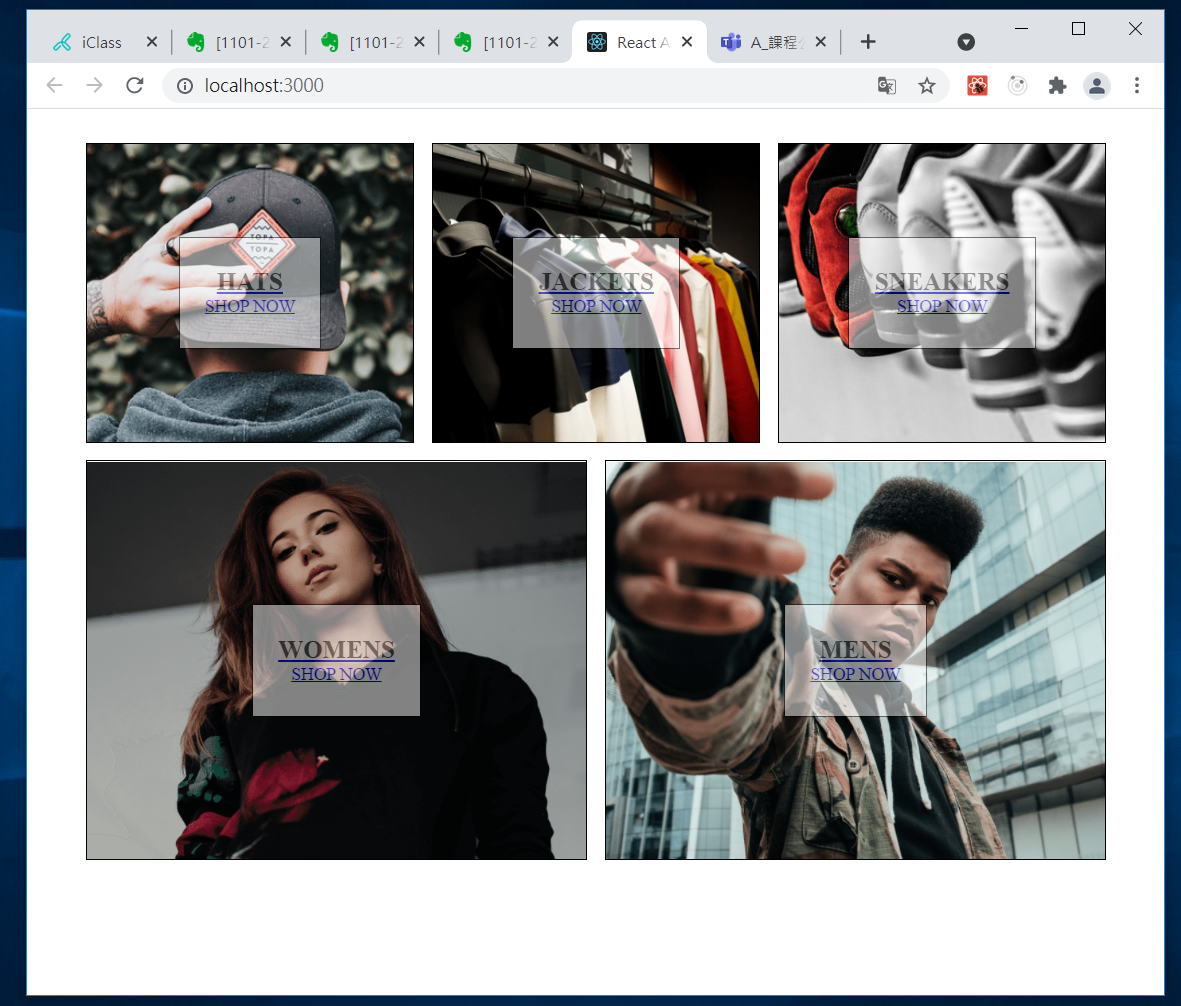 iClass
[1101-2
[1101-2
[1101-2
React A
A_課程
localhost:3000
TOPA
TOPA
HATS
SHOP NOW
JACKETS
SHOP NOW
SNEAKERS
SHOP NOW
WOMENS
SHOP NOW
MENS
SHOP NOW